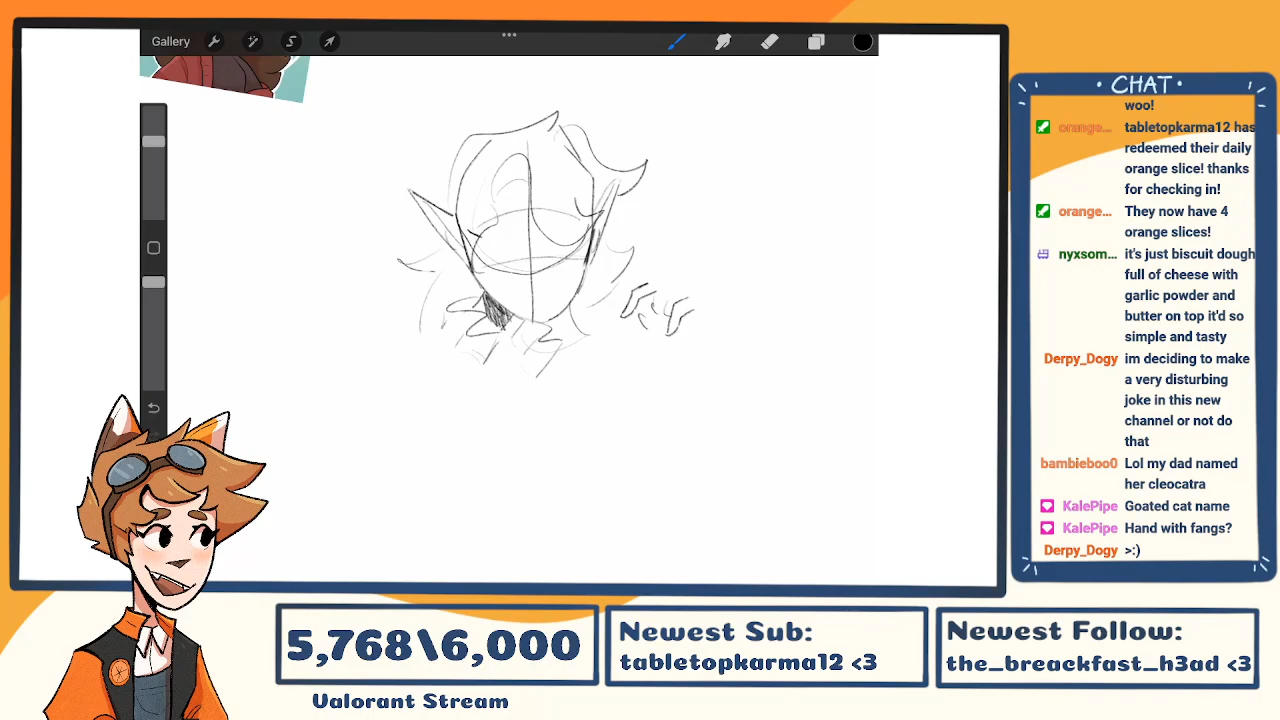 Gallery
• CHAT •
woo!
orange... tabletopkarma12 has
redeemed their daily
orange slice! thanks
for checking in!
orange... They now have 4
orange slices!
nyxsom... it's just biscuit dough
full of cheese with
garlic powder and
butter on top it'd so
simple and tasty
Derpy_Dogy im deciding to make
a very disturbing
joke in this new
channel or not do
that
bambieboo0 Lol my dad named
her cleocatra
KalePipe Goated cat name
KalePipe Hand with fangs?
Derpy_Dogy >:)
5,768\6,000
Valorant Stream
Newest Sub:
tabletopkarma12 <3
Newest Follow:
the_breackfast_h3ad <3